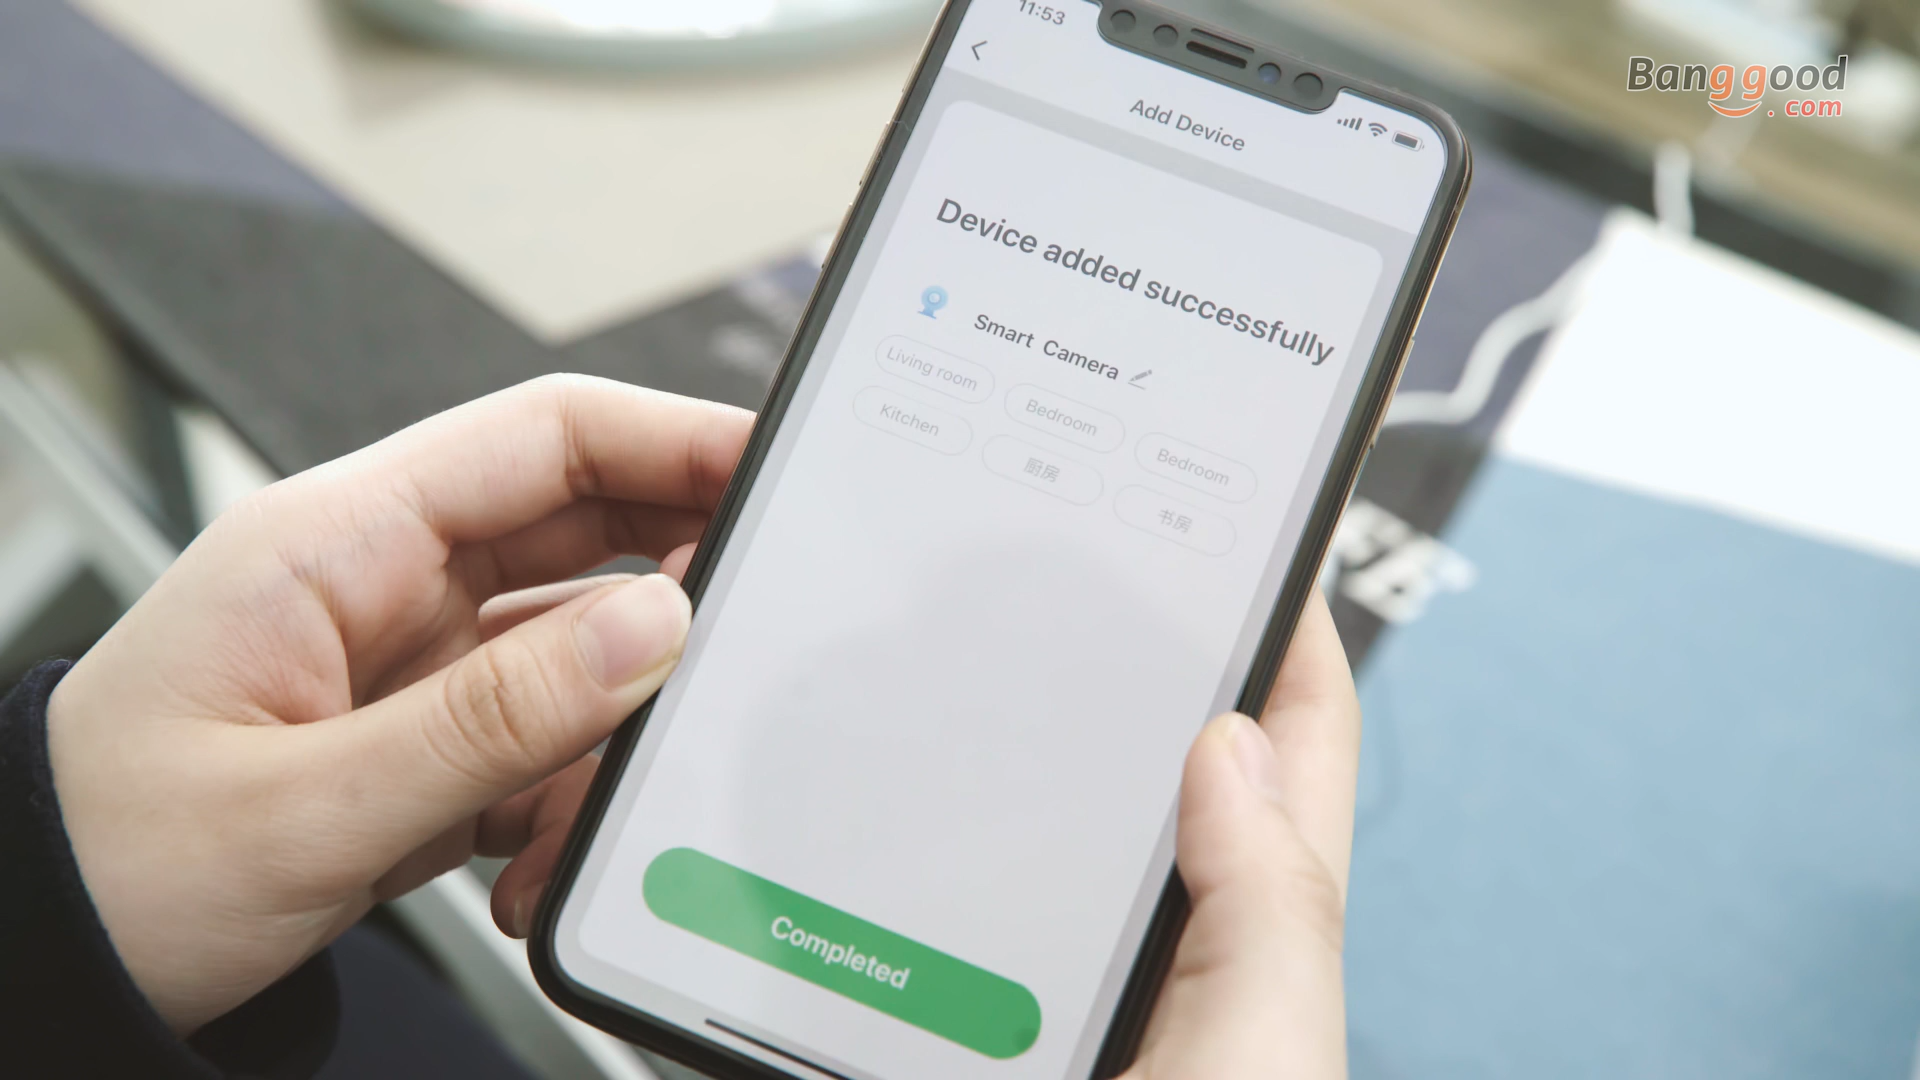 11:53
Banggood
.com
Add Device
Device added successfully
Smart Camera
Living room
Bedroom
Bedroom
Kitchen
厨房
书房
Completed